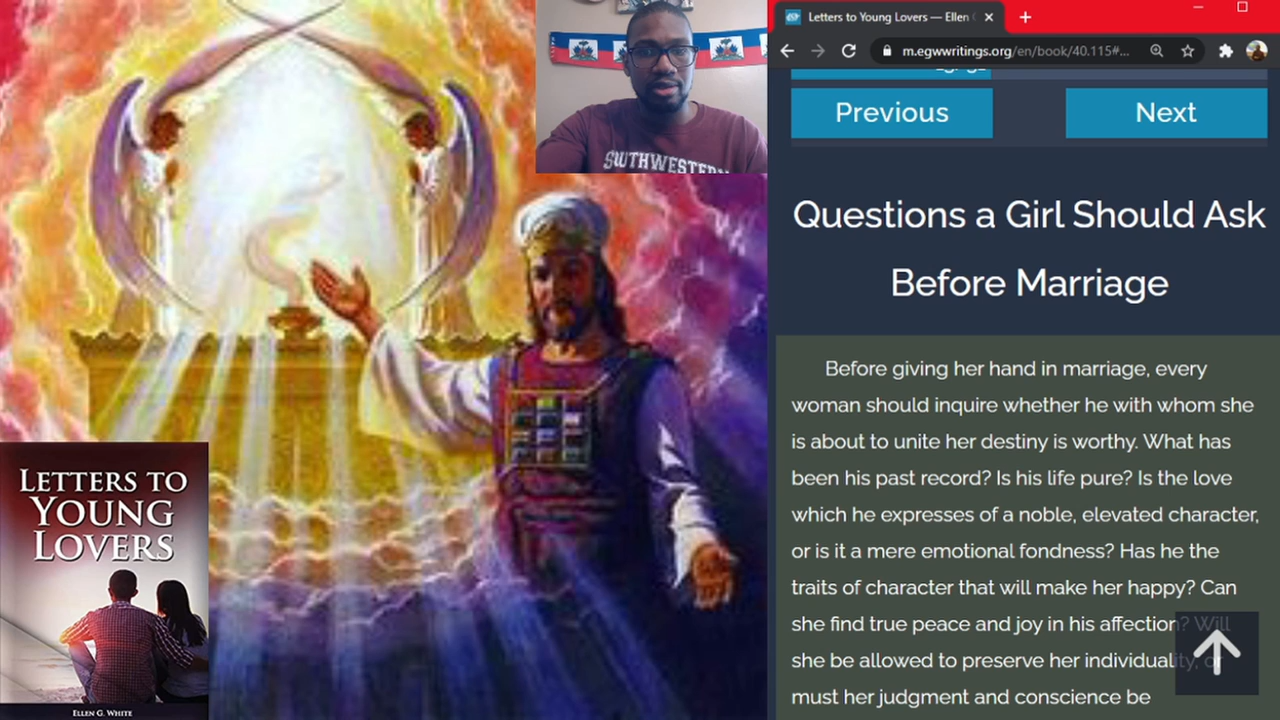 SOUTHWESTERN
Letters to Young Lovers — Ellen G
m.egwwritings.org/en/book/40.115#...
Previous
Next
Questions a Girl Should Ask
Before Marriage
Before giving her hand in marriage, every
woman should inquire whether he with whom she
is about to unite her destiny is worthy. What has
been his past record? Is his life pure? Is the love
which he expresses of a noble, elevated character,
or is it a mere emotional fondness? Has he the
traits of character that will make her happy? Can
she find true peace and joy in his affection? Will
she be allowed to preserve her individuality, or
must her judgment and conscience be
LETTERS TO
YOUNG
LOVERS
ELLEN G. WHITE